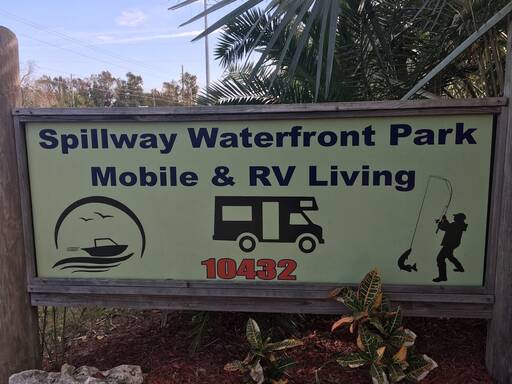 Spillway Waterfront Park
Mobile & RV Living
10432